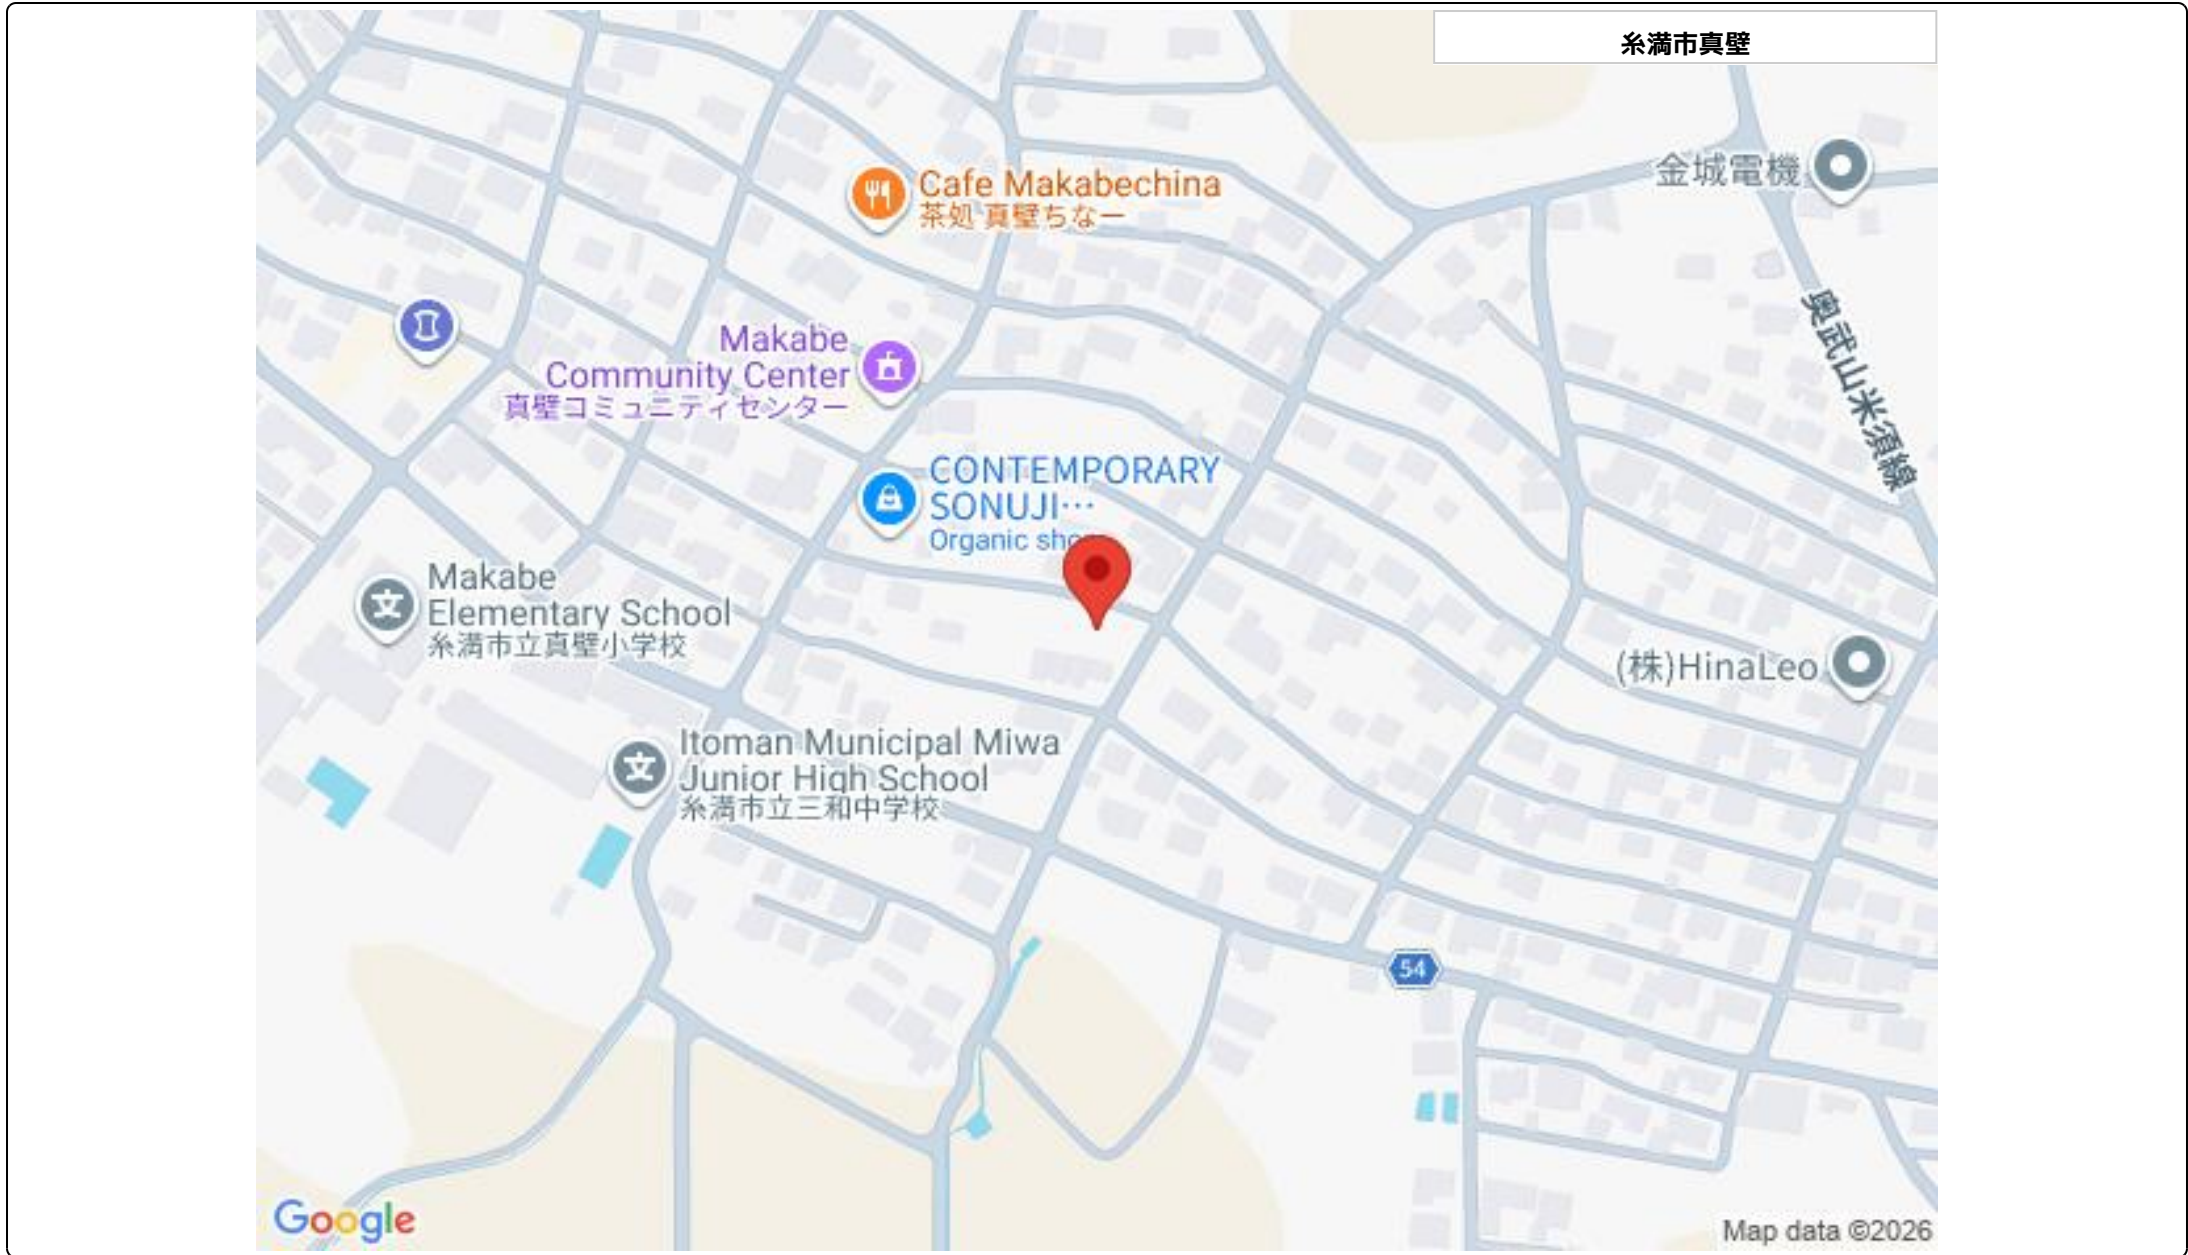 糸満市真壁
金城電機
Cafe Makabechina
茶処 真壁ちなー
奥武山米須線
Makabe
Community Center
真壁コミュニティセンター
CONTEMPORARY
SONUJI…
Organic sho
Makabe
Elementary School
糸満市立真壁小学校
(株)HinaLeo
Itoman Municipal Miwa
Junior High School
糸満市立三和中学校
54
Google
Map data ©2026